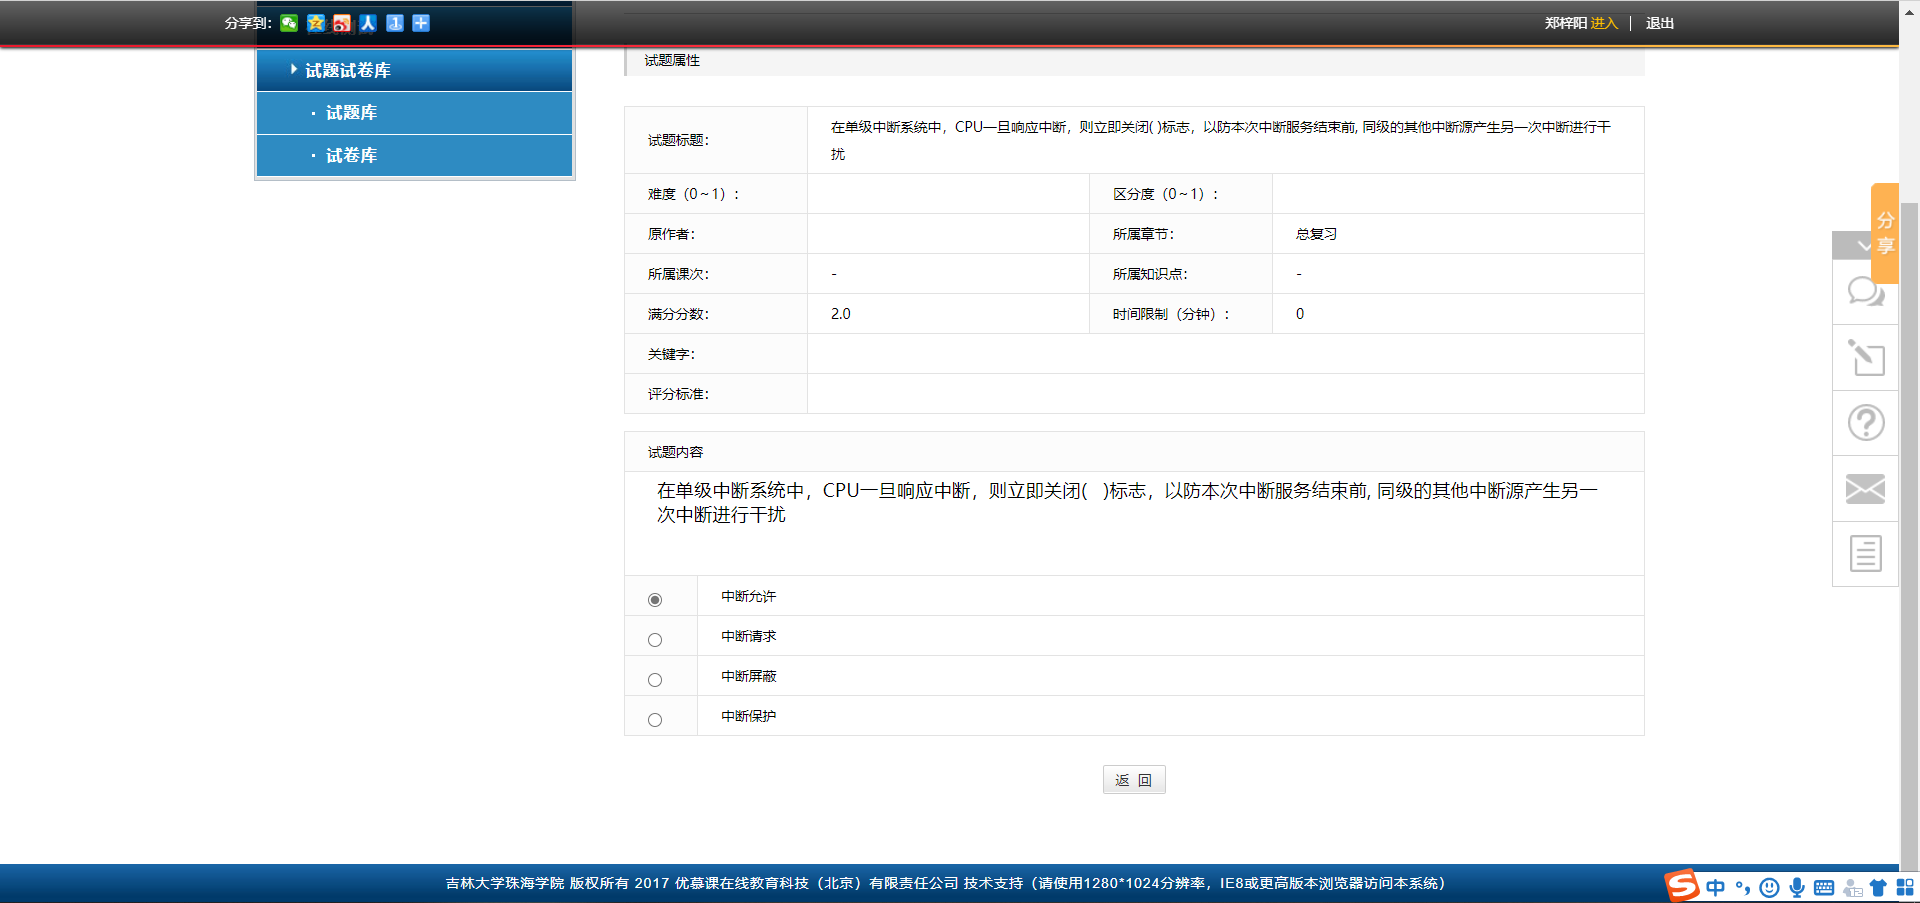 分享到:
郑梓阳 进入 | 退出
试题试卷库
· 试题库
· 试卷库
试题属性
试题标题:
在单级中断系统中，CPU一旦响应中断，则立即关闭( )标志，以防本次中断服务结束前, 同级的其他中断源产生另一次中断进行干
扰
难度（0～1）:
区分度（0～1）:
原作者:
所属章节:
总复习
所属课次:
-
所属知识点:
-
满分分数:
2.0
时间限制（分钟）:
0
关键字:
评分标准:
试题内容
在单级中断系统中，CPU一旦响应中断，则立即关闭(   )标志，以防本次中断服务结束前, 同级的其他中断源产生另一
次中断进行干扰
中断允许
中断请求
中断屏蔽
中断保护
返 回
分
享
吉林大学珠海学院 版权所有 2017 优慕课在线教育科技（北京）有限责任公司 技术支持（请使用1280*1024分辨率，IE8或更高版本浏览器访问本系统）
中